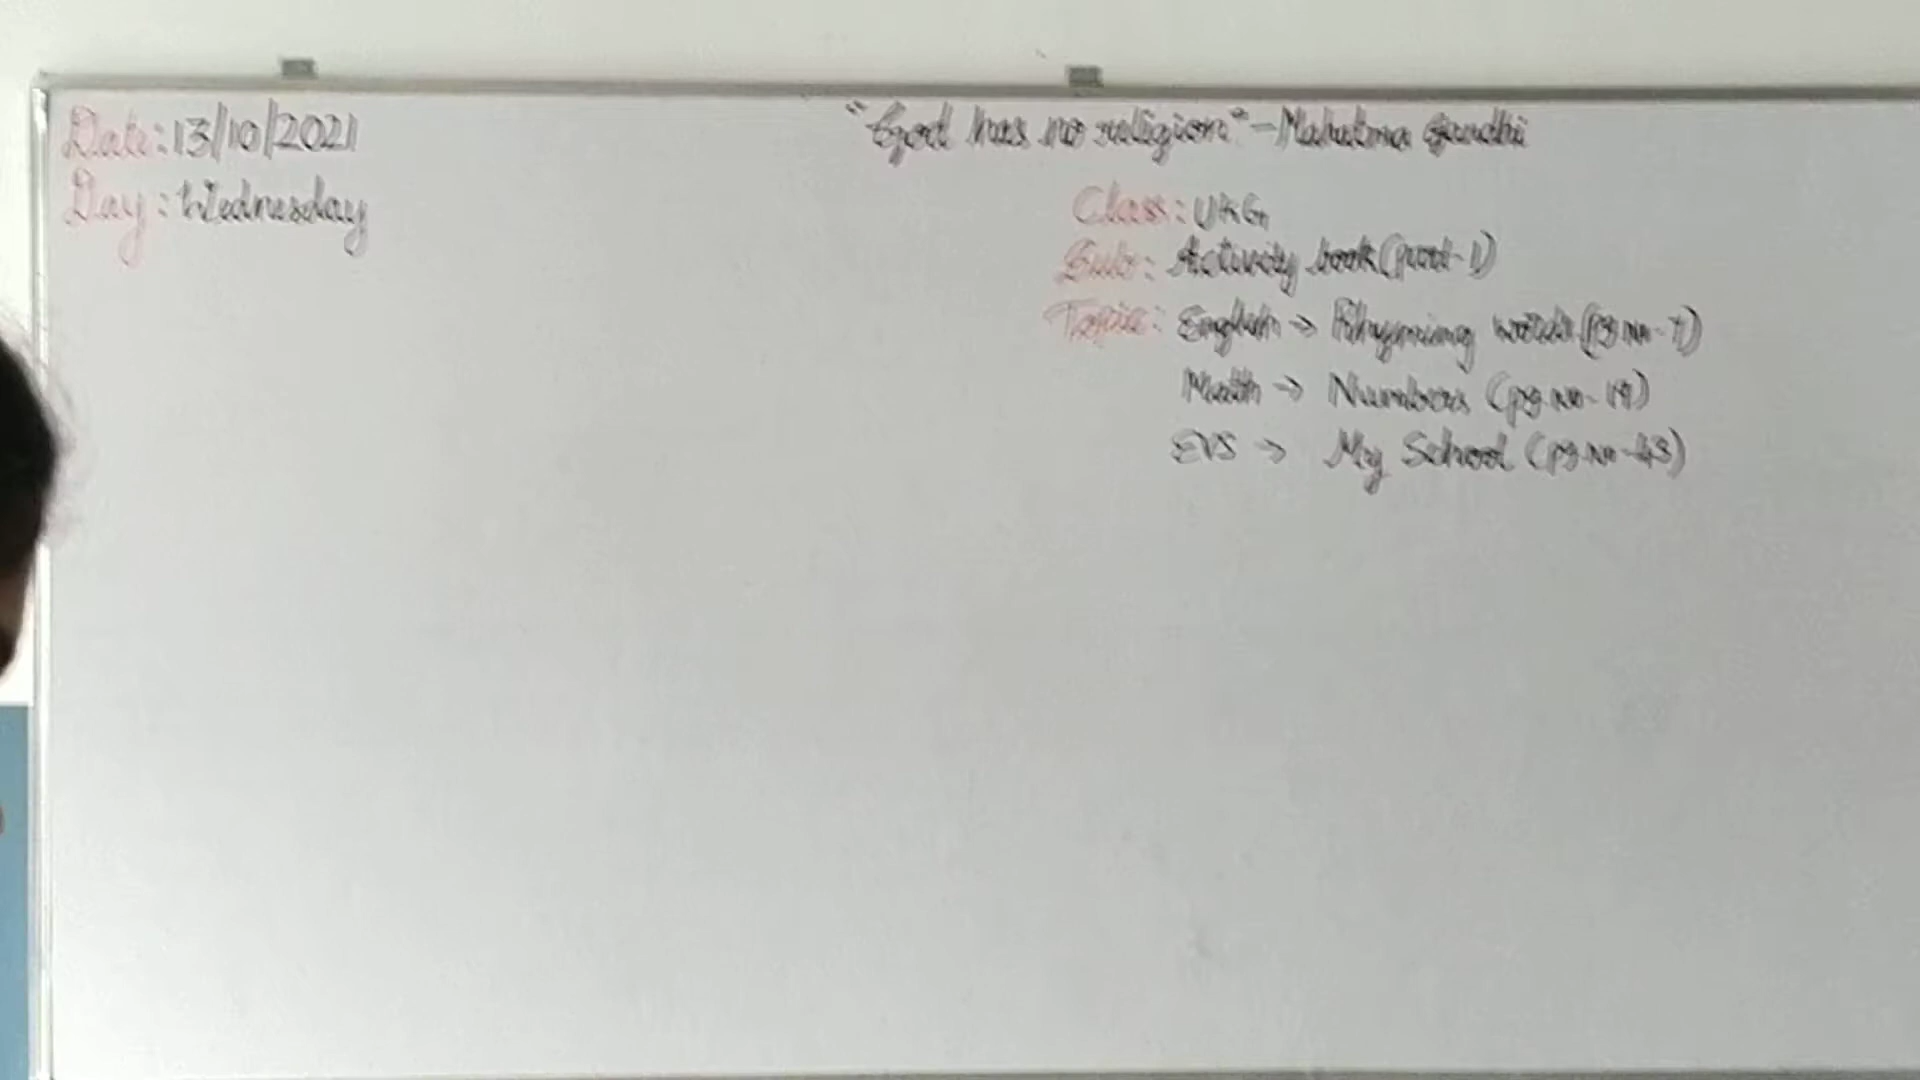 Date: 13/10/2021
Day: Wednesday
"God has no religion" - Mahatma Gandhi
Class: UKG
Sub: Activity book (part-1)
Topic: English → Rhyming words (pg.no-7)
Math → Numbers (pg.no-19)
EVS → My School (pg.no-43)